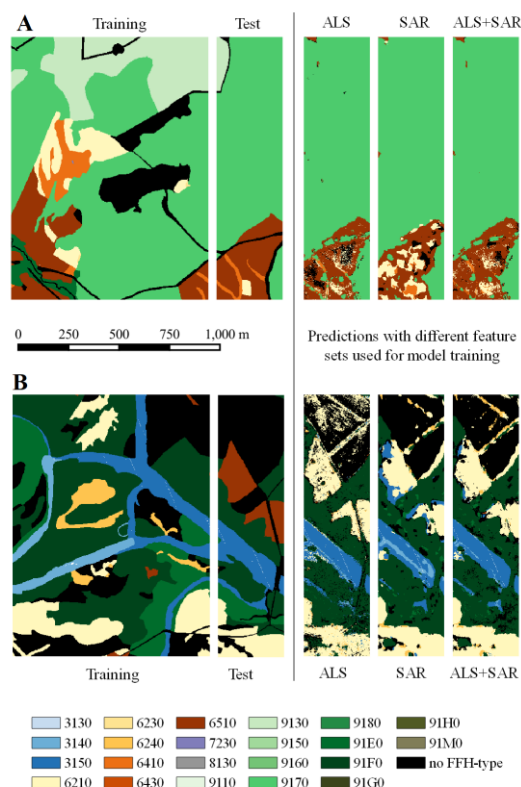 A
Training
Test
ALS
SAR
ALS+SAR
0 250 500 750 1,000 m
Predictions with different feature
sets used for model training
B
Training
Test
ALS
SAR
ALS+SAR
3130 6230 6510 9130 9180 91H0
3140 6240 7230 9150 91E0 91M0
3150 6410 8130 9160 91F0 no FFH-type
6210 6430 9110 9170 91G0